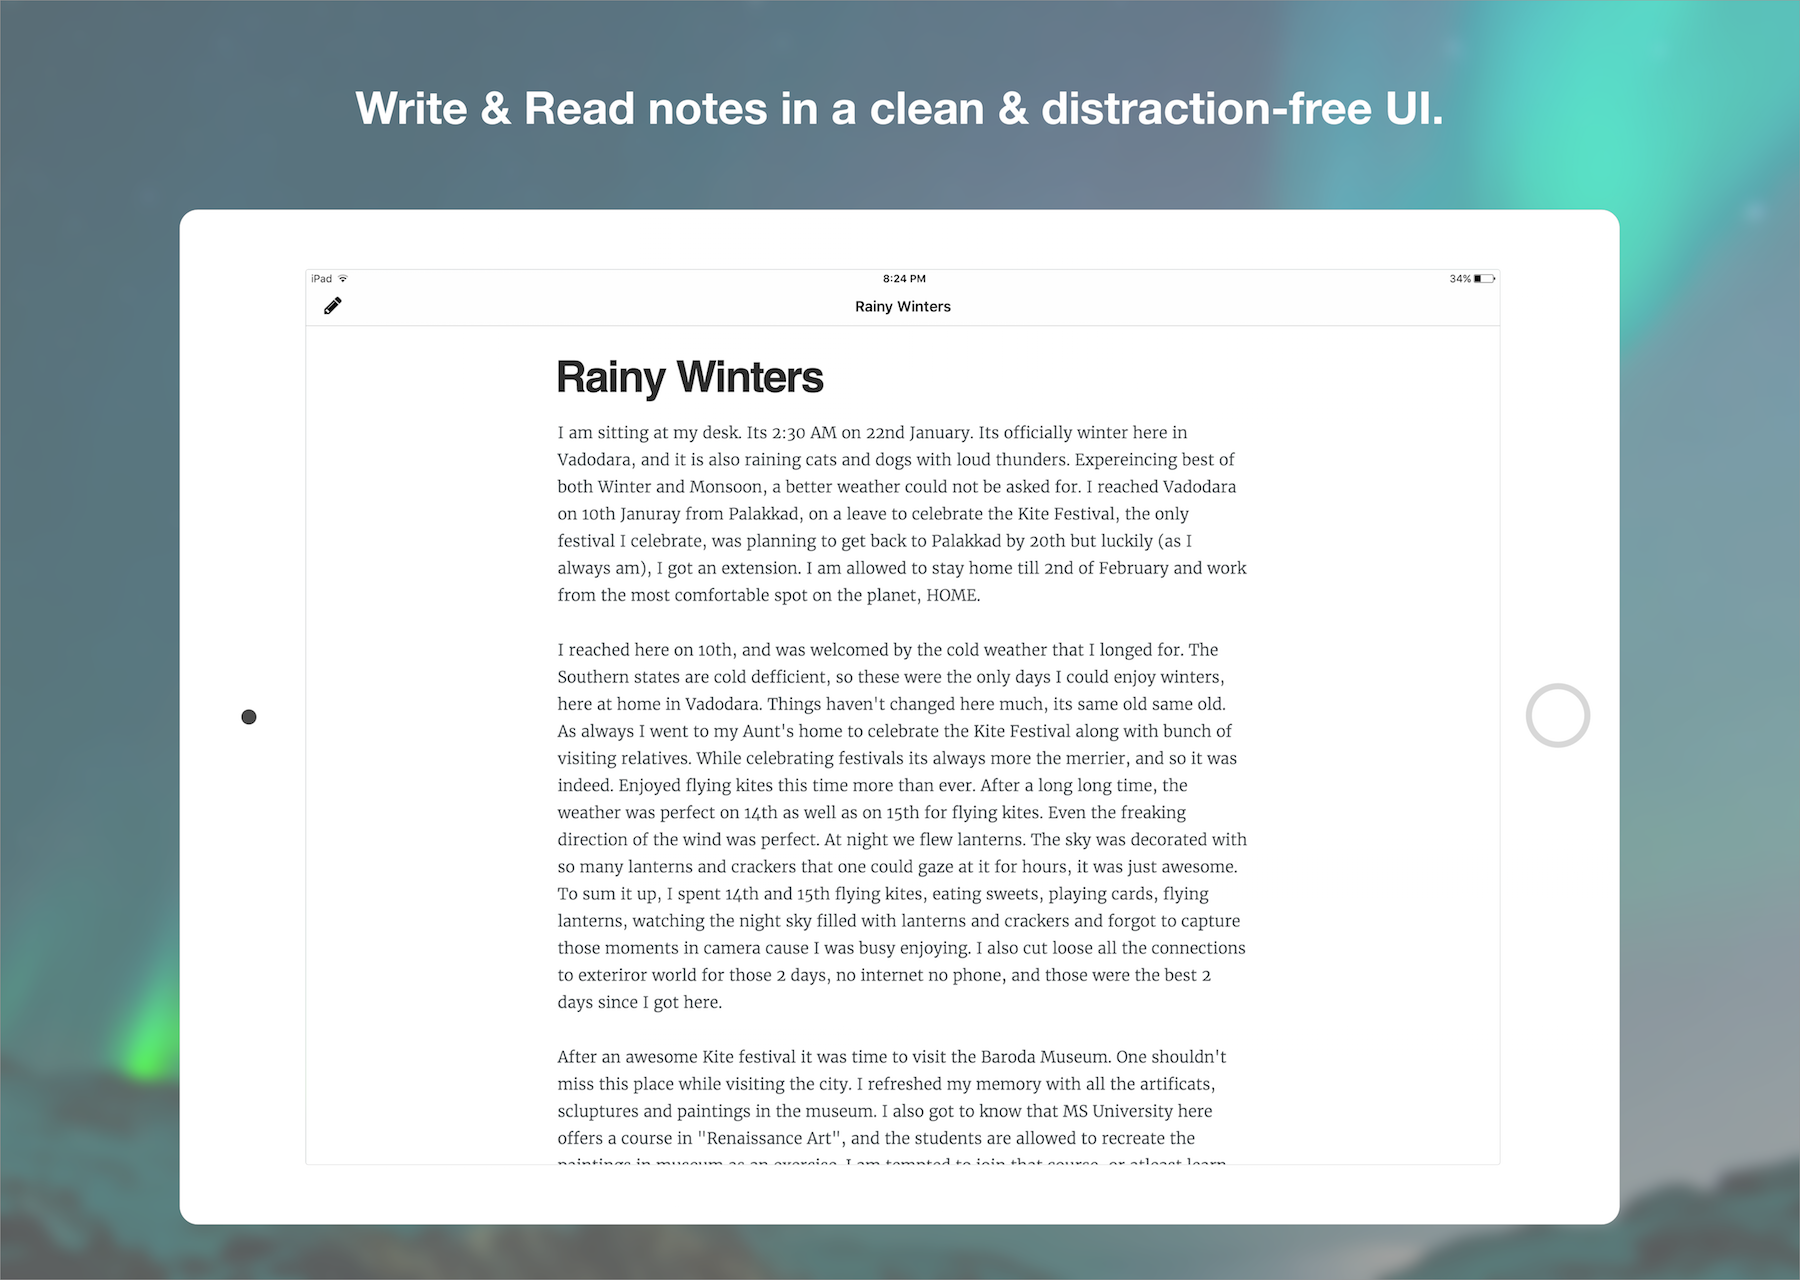 Write & Read notes in a clean & distraction-free UI.
iPad 8:24 PM 34%
Rainy Winters
Rainy Winters
I am sitting at my desk. Its 2:30 AM on 22nd January. Its officially winter here in
Vadodara, and it is also raining cats and dogs with loud thunders. Expereincing best of
both Winter and Monsoon, a better weather could not be asked for. I reached Vadodara
on 10th Januray from Palakkad, on a leave to celebrate the Kite Festival, the only
festival I celebrate, was planning to get back to Palakkad by 20th but luckily (as I
always am), I got an extension. I am allowed to stay home till 2nd of February and work
from the most comfortable spot on the planet, HOME.
I reached here on 10th, and was welcomed by the cold weather that I longed for. The
Southern states are cold defficient, so these were the only days I could enjoy winters,
here at home in Vadodara. Things haven't changed here much, its same old same old.
As always I went to my Aunt's home to celebrate the Kite Festival along with bunch of
visiting relatives. While celebrating festivals its always more the merrier, and so it was
indeed. Enjoyed flying kites this time more than ever. After a long long time, the
weather was perfect on 14th as well as on 15th for flying kites. Even the freaking
direction of the wind was perfect. At night we flew lanterns. The sky was decorated with
so many lanterns and crackers that one could gaze at it for hours, it was just awesome.
To sum it up, I spent 14th and 15th flying kites, eating sweets, playing cards, flying
lanterns, watching the night sky filled with lanterns and crackers and forgot to capture
those moments in camera cause I was busy enjoying. I also cut loose all the connections
to exteriror world for those 2 days, no internet no phone, and those were the best 2
days since I got here.
After an awesome Kite festival it was time to visit the Baroda Museum. One shouldn't
miss this place while visiting the city. I refreshed my memory with all the artificats,
scluptures and paintings in the museum. I also got to know that MS University here
offers a course in "Renaissance Art", and the students are allowed to recreate the
paintings in museum as an exercise. I am tempted to join that course, or atleast learn